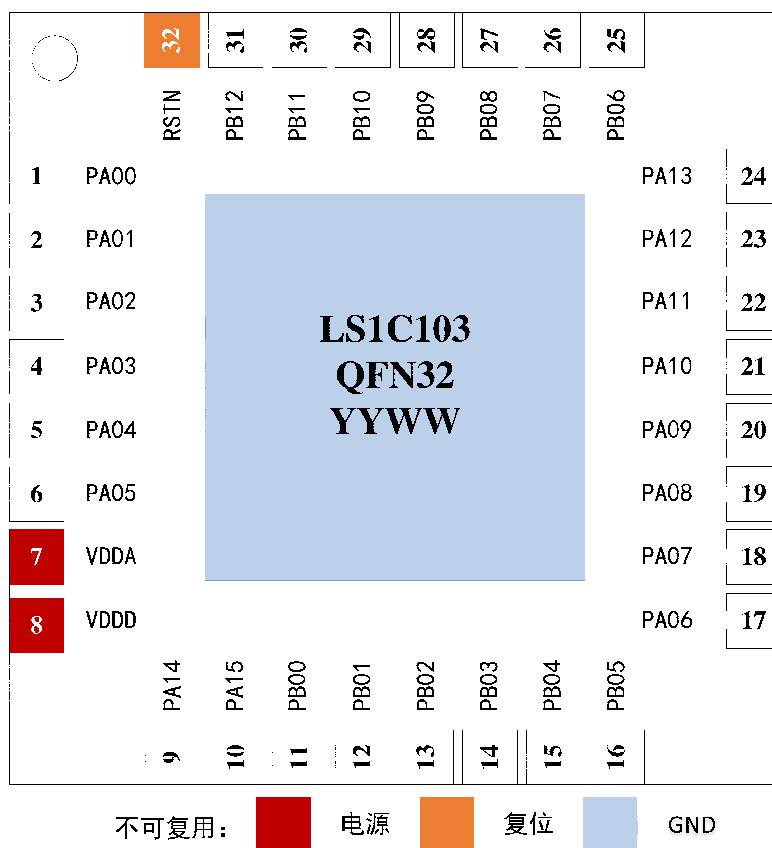 32 31 30 29 28 27 26 25
RSTN PB12 PB11 PB10 PB09 PB08 PB07 PB06
1 PA00 PA13 24
2 PA01 PA12 23
3 PA02 PA11 22
LS1C103
4 PA03 PA10 21
QFN32
YYWW
5 PA04 PA09 20
6 PA05 PA08 19
7 VDDA PA07 18
8 VDDD PA06 17
PA14 PA15 PB00 PB01 PB02 PB03 PB04 PB05
9 10 11 12 13 14 15 16
不可复用： 电源 复位 GND